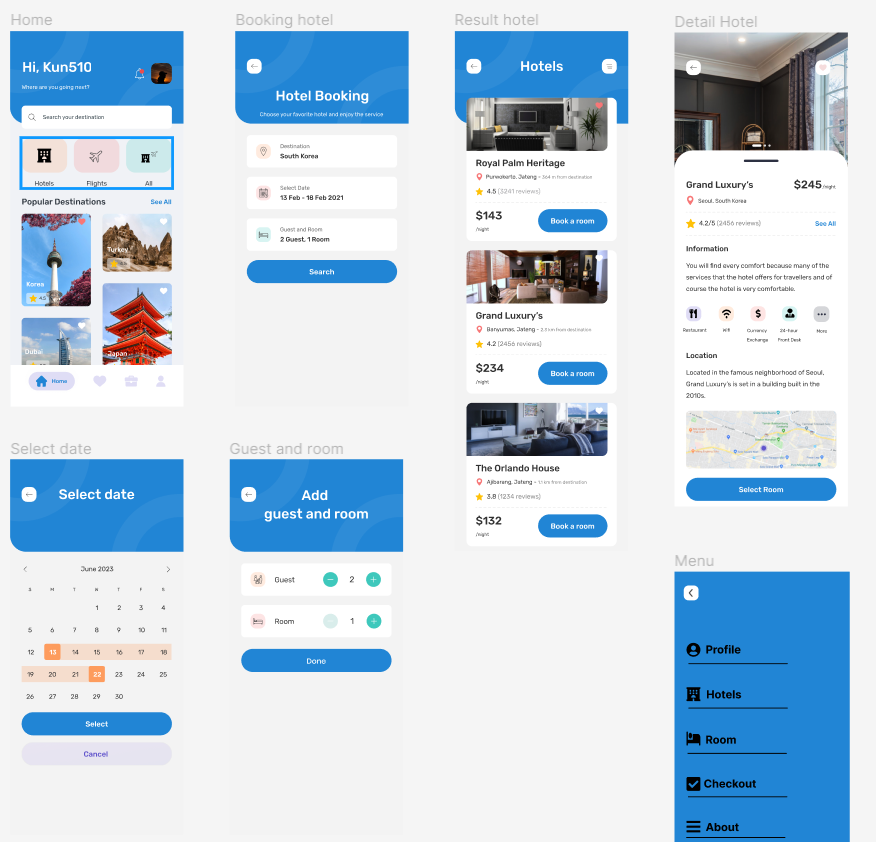 Home
Hi, Kun510
Where are you going next?
Search your destination
Hotels
Flights
All
Popular Destinations
See All
Korea
4.5
Turkey
Dubai
Japan
Home
Booking hotel
Hotel Booking
Choose your favorite hotel and enjoy the service
Destination
South Korea
Select Date
13 Feb - 18 Feb 2021
Guest and Room
2 Guest, 1 Room
Search
Result hotel
Hotels
Royal Palm Heritage
Purwokerto, Jateng • 364 m from destination
4.5 (3241 reviews)
$143
/night
Book a room
Grand Luxury's
Banyumas, Jateng • 2.3 km from destination
4.2 (2456 reviews)
$234
/night
Book a room
The Orlando House
Ajibarang, Jateng • 1.1 km from destination
3.8 (1234 reviews)
$132
/night
Book a room
Detail Hotel
Grand Luxury's
$245/night
Seoul, South Korea
4.2/5 (2456 reviews)
See All
Information
You will find every comfort because many of the
services that the hotel offers for travellers and of
course the hotel is very comfortable.
Restaurant
Wifi
Currency
Exchange
24-hour
Front Desk
More
Location
Located in the famous neighborhood of Seoul,
Grand Luxury's is set in a building built in the
2010s.
Select Room
Select date
Select date
June 2023
S M T W T F S
1 2 3 4
5 6 7 8 9 10 11
12 13 14 15 16 17 18
19 20 21 22 23 24 25
26 27 28 29 30
Select
Cancel
Guest and room
Add
guest and room
Guest
2
Room
1
Done
Menu
Profile
Hotels
Room
Checkout
About